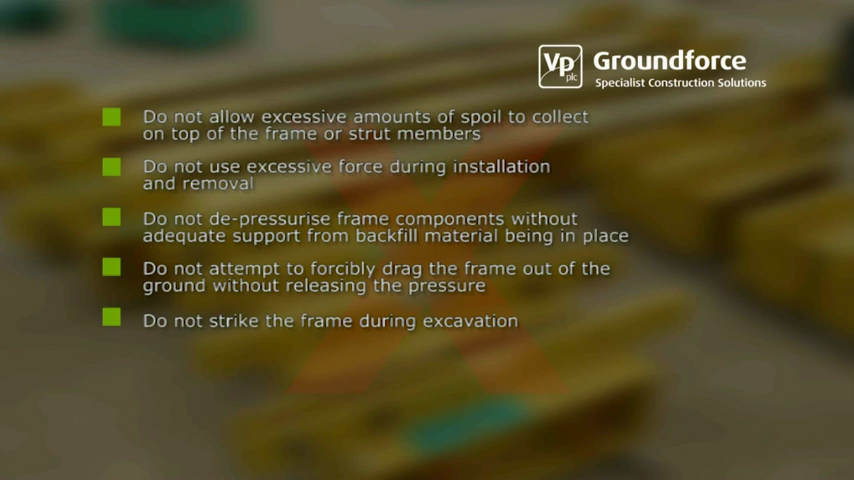 Vp
plc
Groundforce
Specialist Construction Solutions
Do not allow excessive amounts of spoil to collect
on top of the frame or strut members
Do not use excessive force during installation
and removal
Do not de-pressurise frame components without
adequate support from backfill material being in place
Do not attempt to forcibly drag the frame out of the
ground without releasing the pressure
Do not strike the frame during excavation